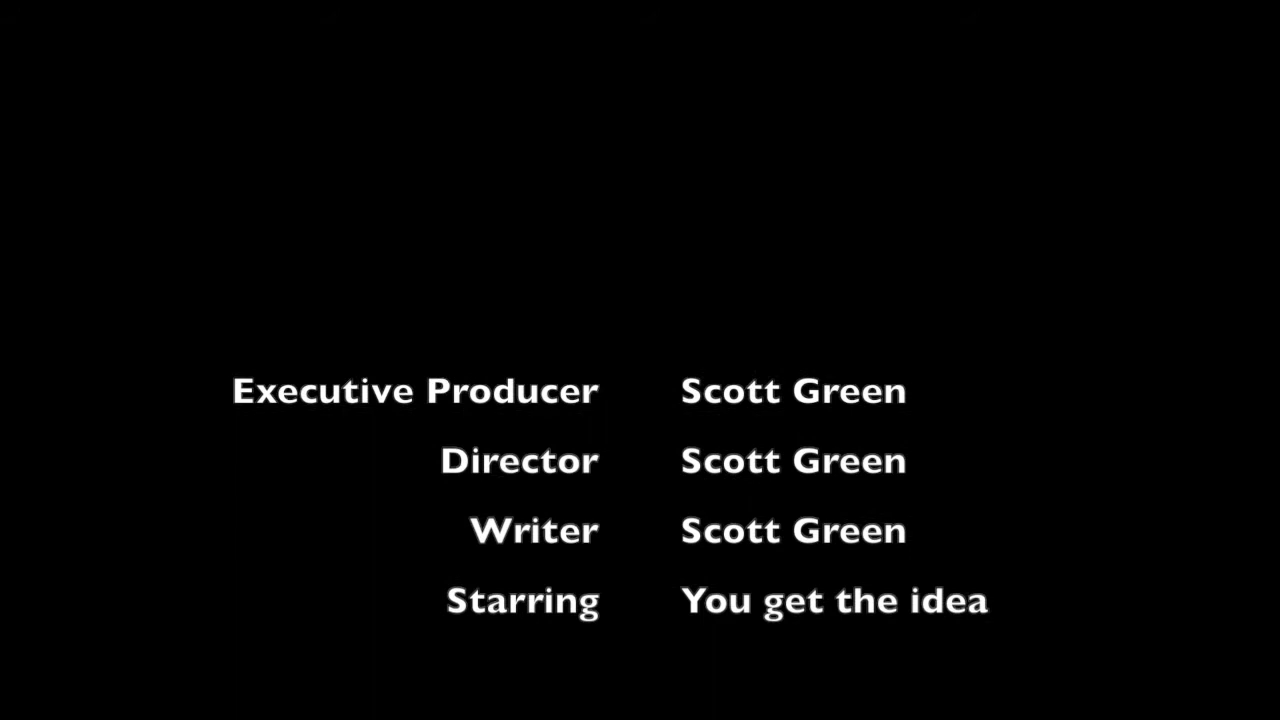 Executive Producer Scott Green
Director Scott Green
Writer Scott Green
Starring You get the idea